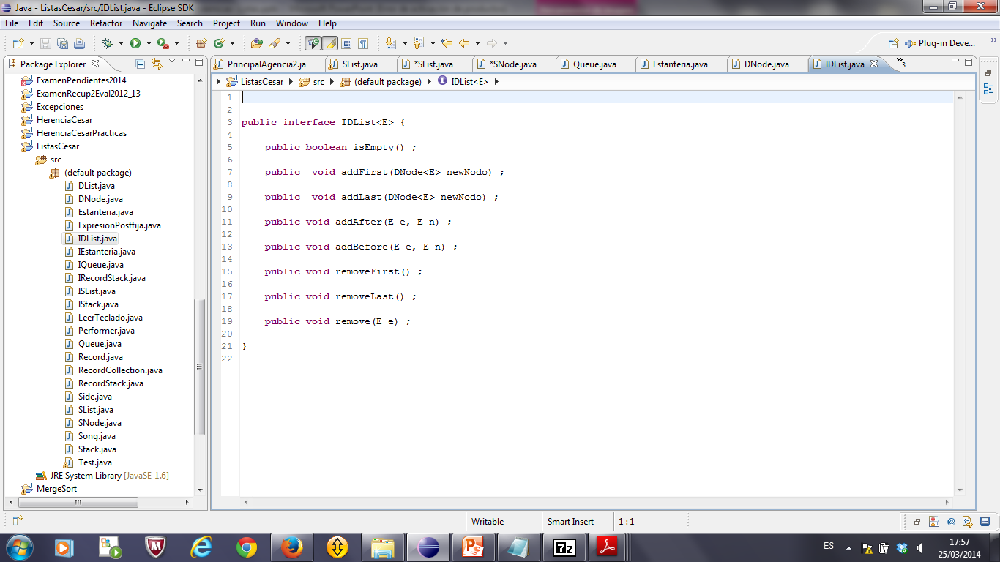 Java - ListasCesar/src/IDList.java - Eclipse SDK
File Edit Source Refactor Navigate Search Project Run Window Help
Plug-in Deve...
Package Explorer
PrincipalAgencia2.ja
SList.java
*SList.java
*SNode.java
Queue.java
Estanteria.java
DNode.java
IDList.java
»3
ListasCesar
src
(default package)
IDList<E>
ExamenPendientes2014
ExamenRecup2Eval2012_13
Excepciones
HerenciaCesar
HerenciaCesarPracticas
ListasCesar
src
(default package)
DList.java
DNode.java
Estanteria.java
ExpresionPostfija.java
IDList.java
IEstanteria.java
IQueue.java
IRecordStack.java
ISList.java
IStack.java
LeerTeclado.java
Performer.java
Queue.java
Record.java
RecordCollection.java
RecordStack.java
Side.java
SList.java
SNode.java
Song.java
Stack.java
Test.java
JRE System Library [JavaSE-1.6]
MergeSort
1
2
3 public interface IDList<E> {
4
5 public boolean isEmpty() ;
6
7 public  void addFirst(DNode<E> newNodo) ;
8
9 public  void addLast(DNode<E> newNodo) ;
10
11 public void addAfter(E e, E n) ;
12
13 public void addBefore(E e, E n) ;
14
15 public void removeFirst() ;
16
17 public void removeLast() ;
18
19 public void remove(E e) ;
20
21 }
22
Writable
Smart Insert
1 : 1
ES
17:57
25/03/2014